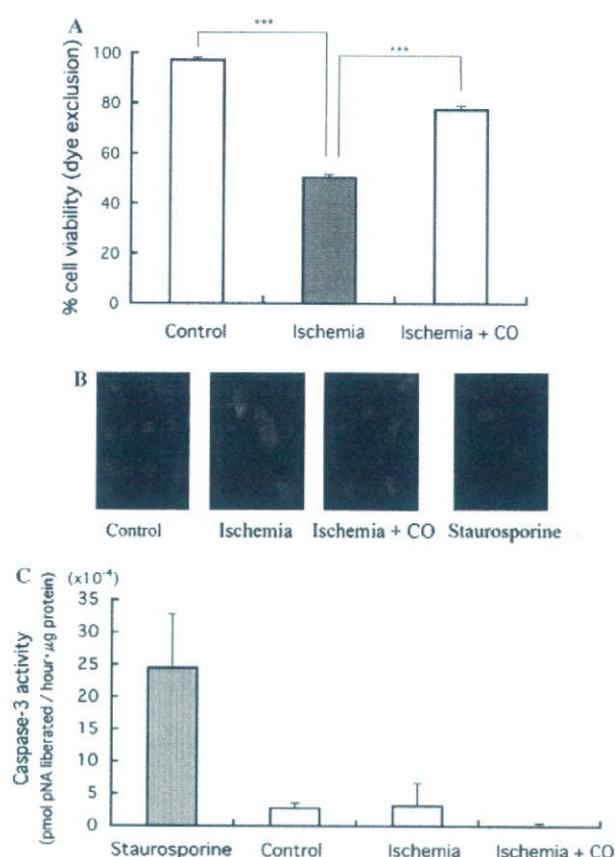 A
***
***
% cell viability (dye exclusion)
100
80
60
40
20
0
Control Ischemia Ischemia + CO
B
Control Ischemia Ischemia + CO Staurosporine
C (x10⁻⁴)
Caspase-3 activity
(pmol pNA liberated / hour·µg protein)
35
30
25
20
15
10
5
0
Staurosporine Control Ischemia Ischemia + CO